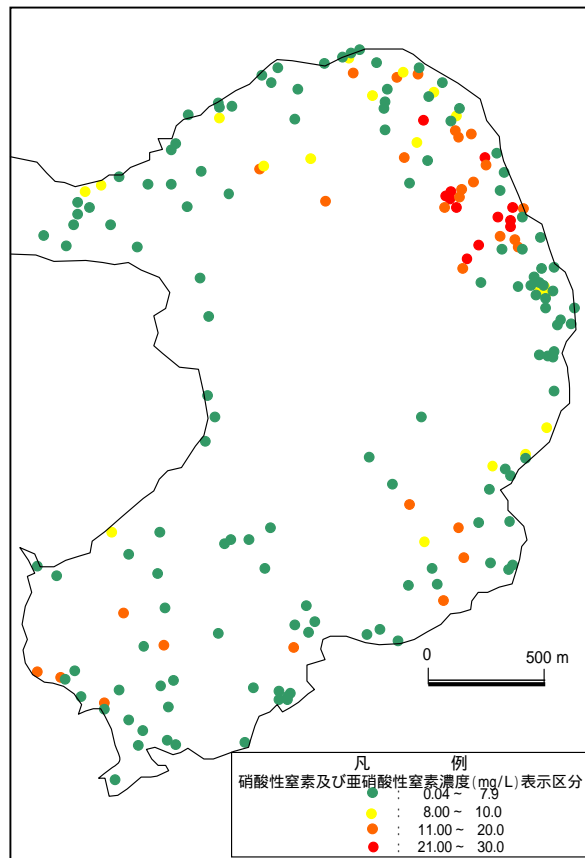 0 500 m
凡 例
硝酸性窒素及び亜硝酸性窒素濃度(mg/L)表示区分
: 0.04~ 7.9
: 8.00~ 10.0
: 11.00~ 20.0
: 21.00~ 30.0